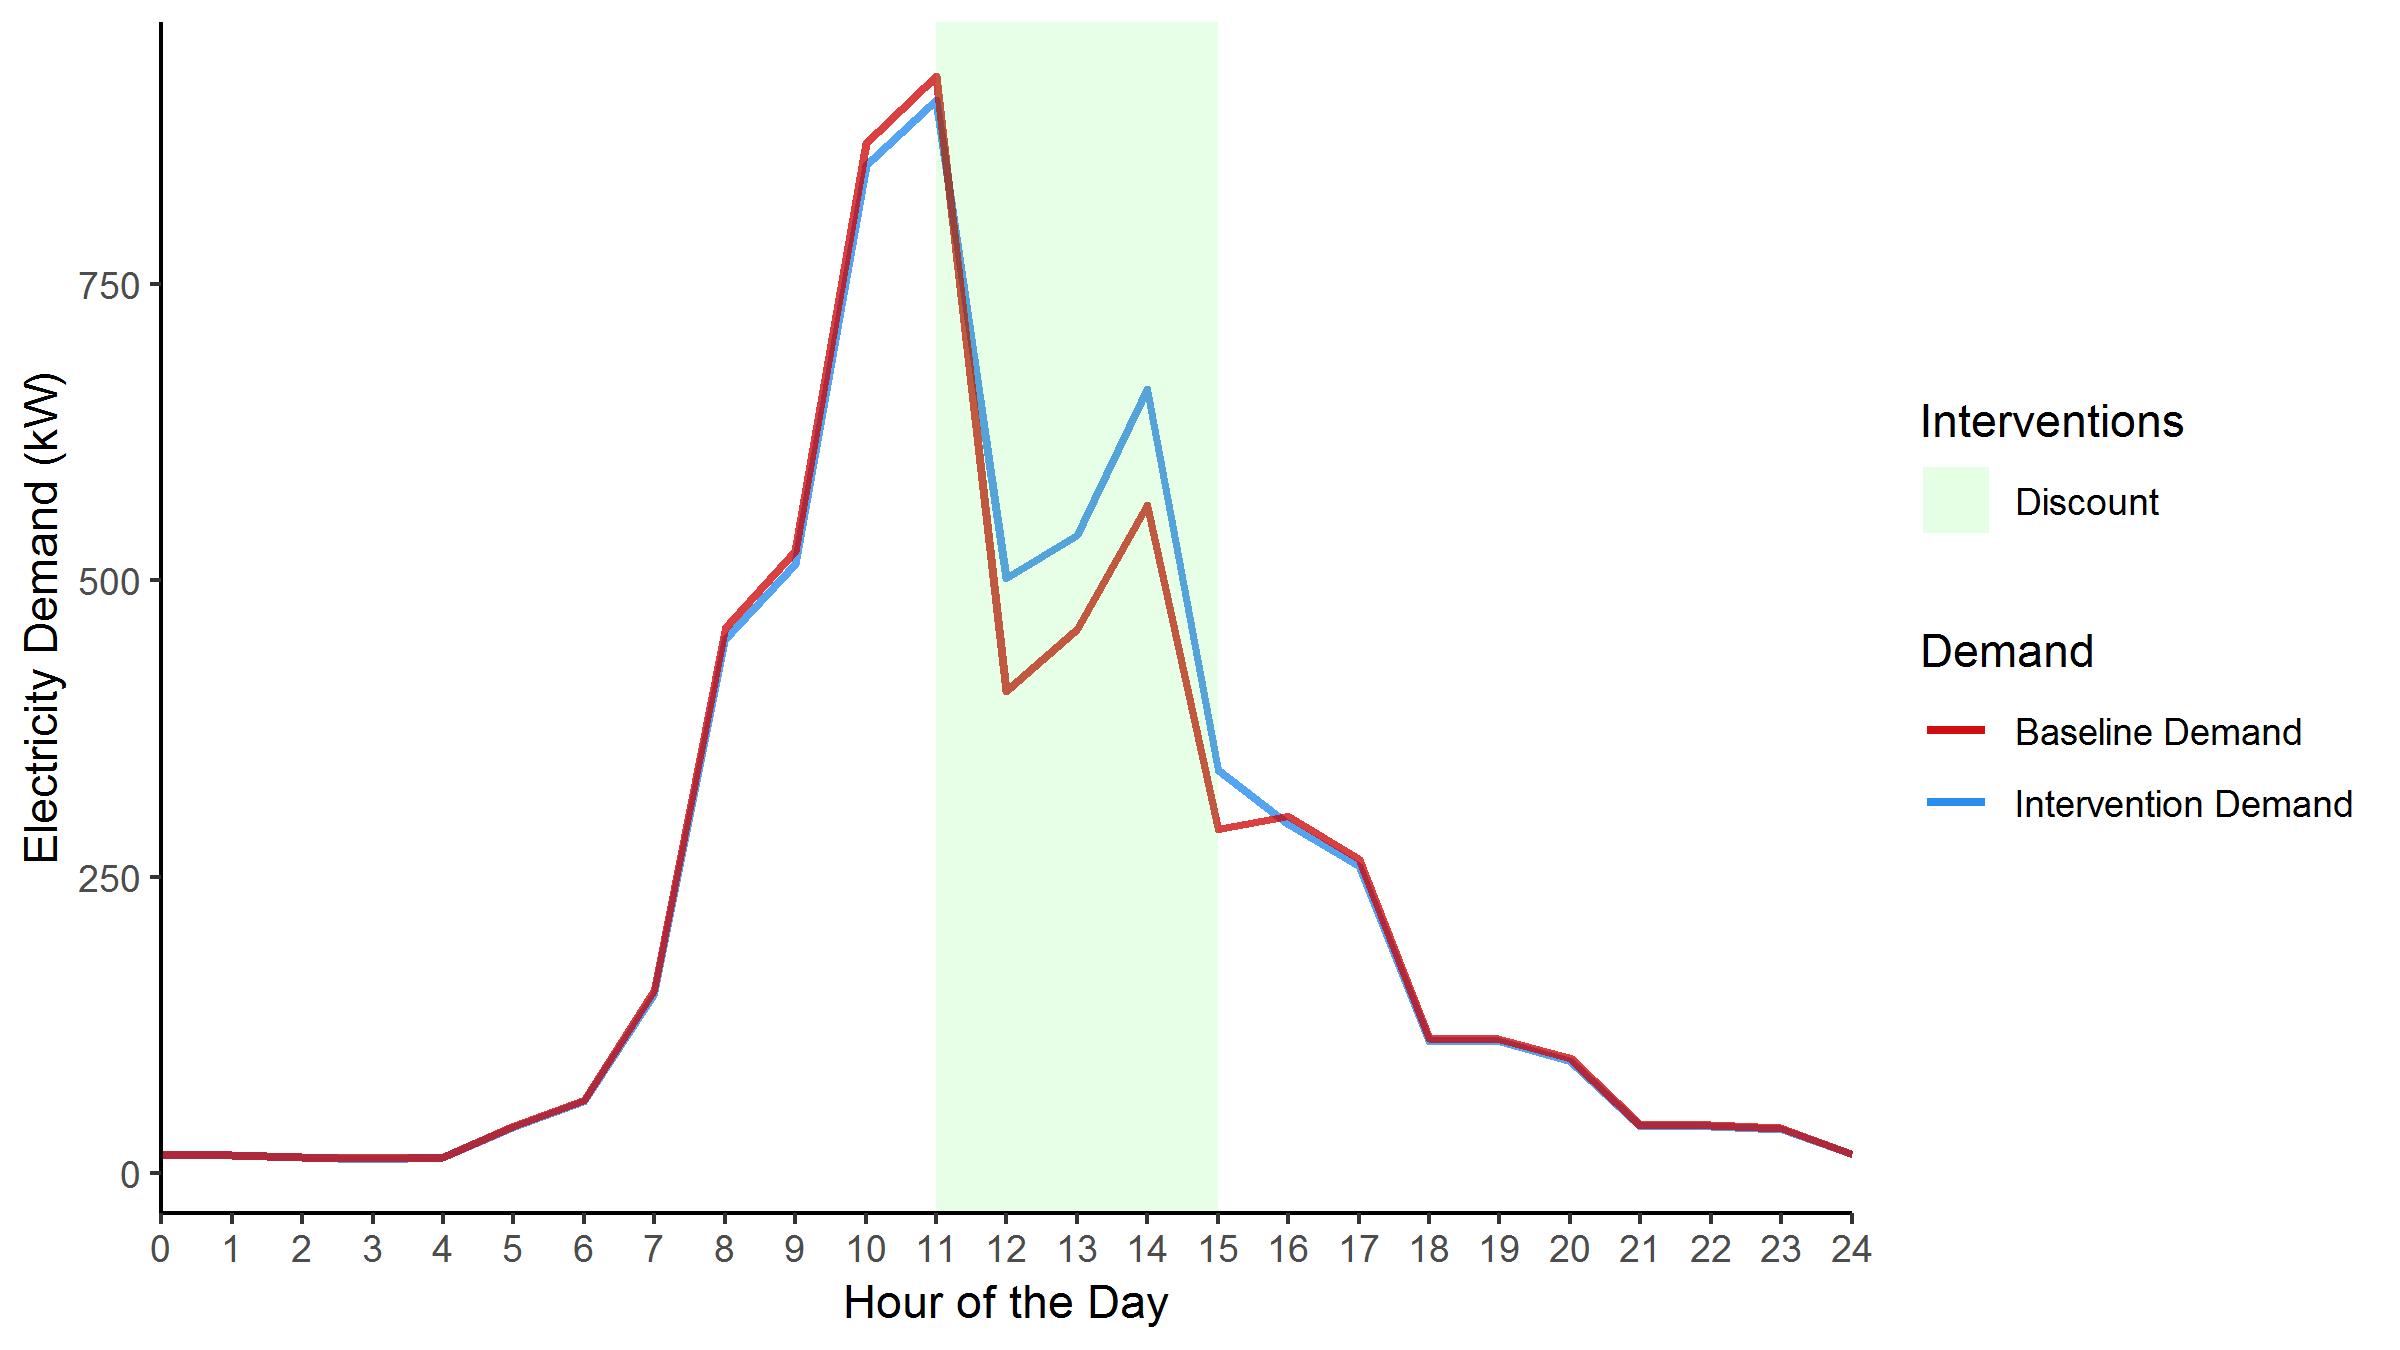 Electricity Demand (kW)
750
500
250
0
0 1 2 3 4 5 6 7 8 9 10 11 12 13 14 15 16 17 18 19 20 21 22 23 24
Hour of the Day
Interventions
Discount
Demand
Baseline Demand
Intervention Demand